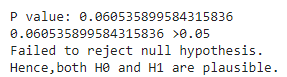 P value: 0.060535899584315836
0.060535899584315836 >0.05
Failed to reject null hypothesis.
Hence,both H0 and H1 are plausible.